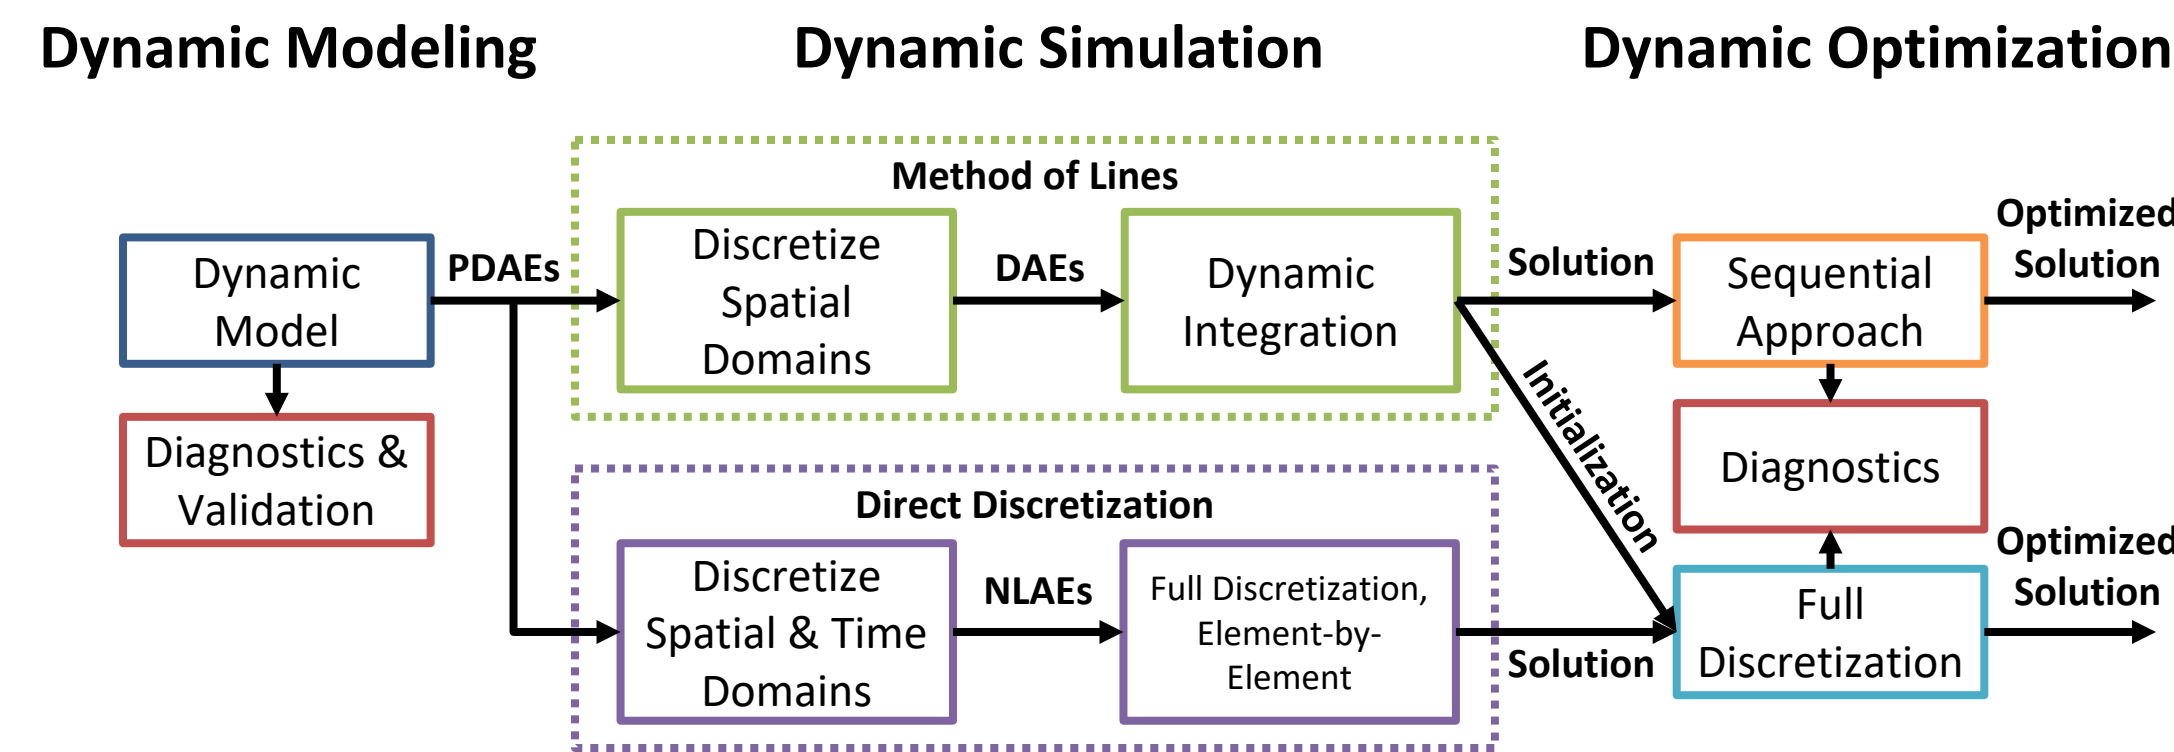 Dynamic Modeling
Dynamic Simulation
Dynamic Optimization
Dynamic
Model
PDAEs
Diagnostics &
Validation
Method of Lines
Discretize
Spatial
Domains
DAEs
Dynamic
Integration
Solution
Initialization
Direct Discretization
Discretize
Spatial & Time
Domains
NLAEs
Full Discretization,
Element-by-
Element
Solution
Sequential
Approach
Optimized
Solution
Diagnostics
Full
Discretization
Optimized
Solution